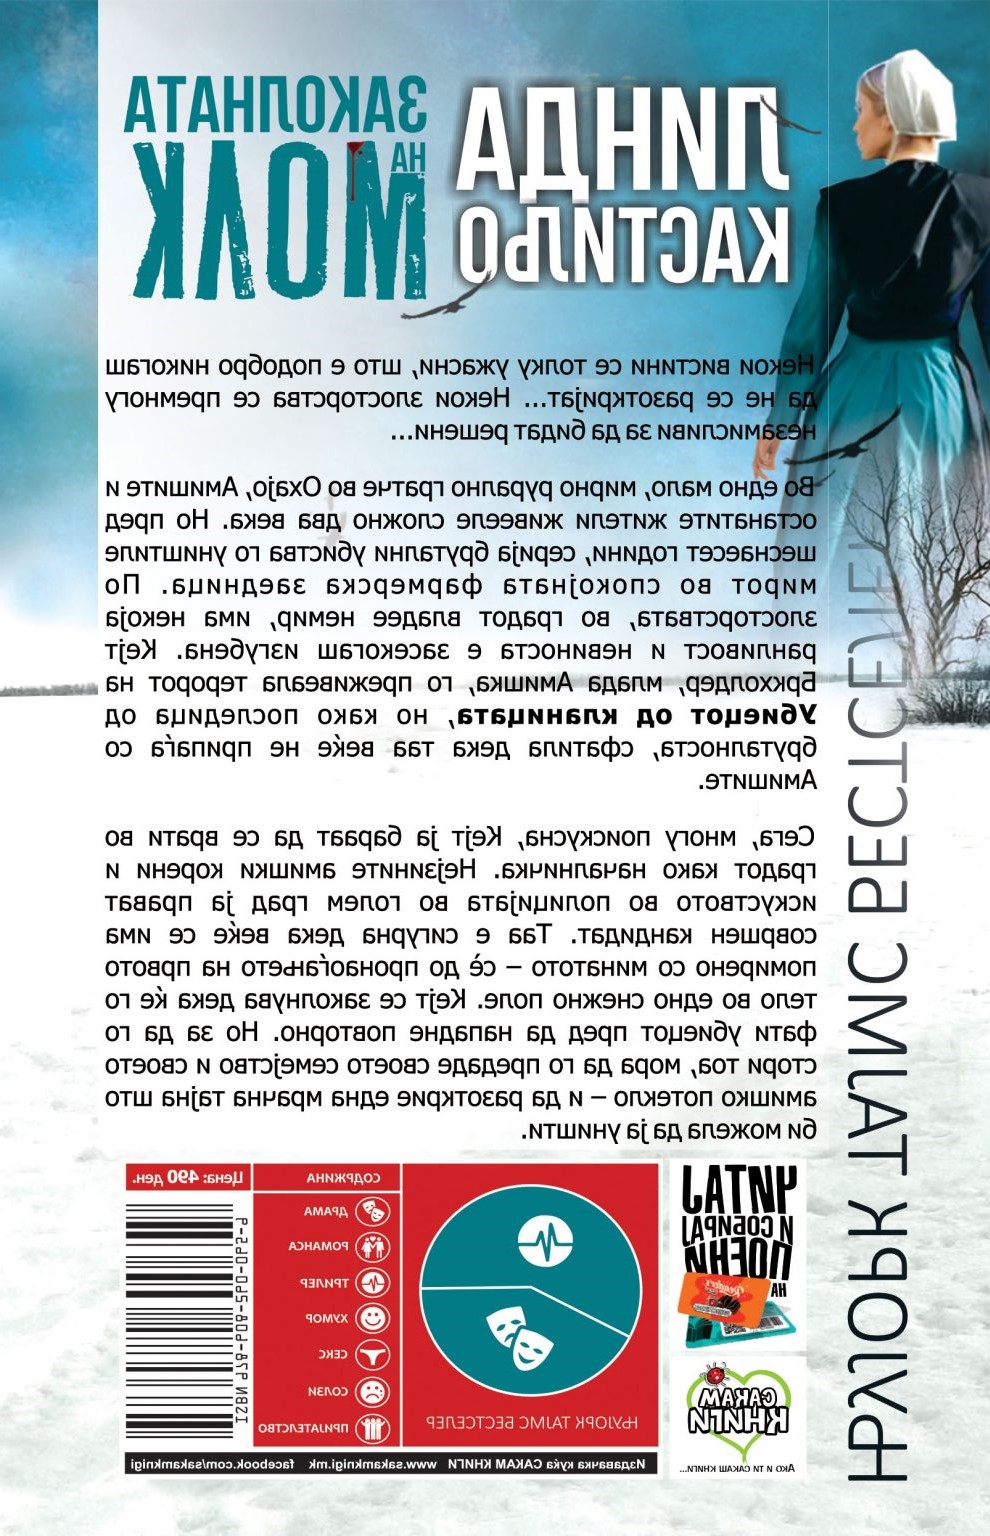 ЛИНДА
КАСТИЉО
ЗАКОЛНАТА
НА
МОЛК
Некои вистини се толку ужасни, што е подобро никогаш
да не се разоткријат... Некои злосторства се премногу
незамисливи за да бидат решени...
Во едно мало, мирно рурално гратче во Охајо, Амишите и
останатите жители живееле сложно два века. Но пред
шеснаесет години, серија брутални убиства го уништиле
мирот во спокојната фармерска заедница. По
злосторствата, во градот владее немир, има некоја
ранливост и невиноста е засекогаш изгубена. Кејт
Бркхолдер, млада Амишка, го преживеала теророт на
Убиецот од кланицата, но како последица од
бруталноста, сфатила дека таа веќе не припаѓа со
Амишите.
Сега, многу поискусна, Кејт ја бараат да се врати во
градот како началничка. Нејзините амишки корени и
искуството во полицијата во голем град ја прават
совршен кандидат. Таа е сигурна дека веќе се има
помирено со минатото – сè до пронаоѓањето на првото
тело во едно снежно поле. Кејт се заколнува дека ќе го
фати убиецот пред да нападне повторно. Но за да го
стори тоа, мора да го предаде своето семејство и своето
амишко потекло – и да разоткрие една мрачна тајна што
би можела да ја уништи.
ЊУЈОРК ТАЈМС БЕСТСЕЛЕР
ЧИТАЈ
И СОБИРАЈ
ПОЕНИ
НА
САКАМ
КНИГИ
Ако и ти сакаш книги...
ЊУЈОРК ТАЈМС БЕСТСЕЛЕР
СОДРЖИНА
ДРАМА
РОМАНСА
ТРИЛЕР
ХУМОР
СЕКС
СОЛЗИ
ПРИЈАТЕЛСТВО
Цена: 490 ден.
Издавачка куќа САКАМ КНИГИ www.sakamknigi.mk facebook.com/sakamknigi